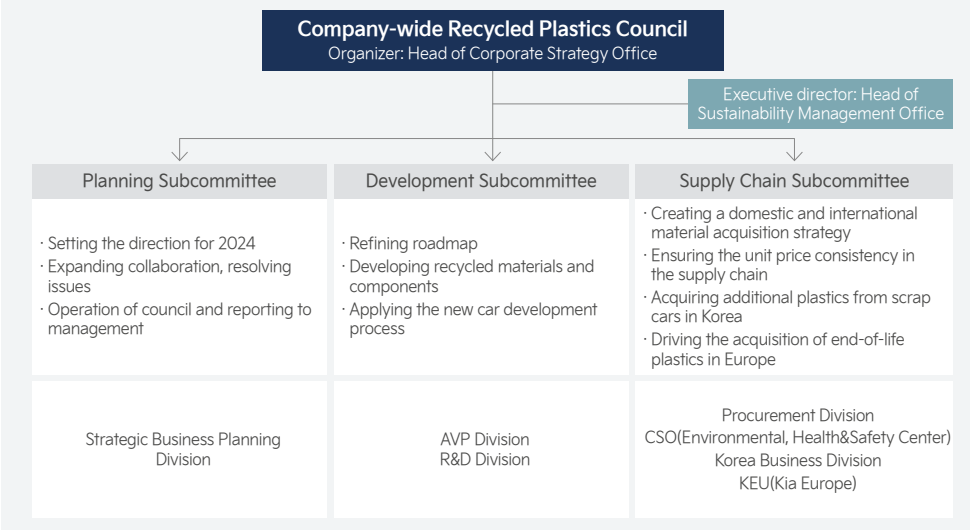 Company-wide Recycled Plastics Council
Organizer: Head of Corporate Strategy Office
Executive director: Head of
Sustainability Management Office
Planning Subcommittee
· Setting the direction for 2024
· Expanding collaboration, resolving
issues
· Operation of council and reporting to
management
Strategic Business Planning
Division
Development Subcommittee
· Refining roadmap
· Developing recycled materials and
components
· Applying the new car development
process
AVP Division
R&D Division
Supply Chain Subcommittee
· Creating a domestic and international
material acquisition strategy
· Ensuring the unit price consistency in
the supply chain
· Acquiring additional plastics from scrap
cars in Korea
· Driving the acquisition of end-of-life
plastics in Europe
Procurement Division
CSO(Environmental, Health&Safety Center)
Korea Business Division
KEU(Kia Europe)